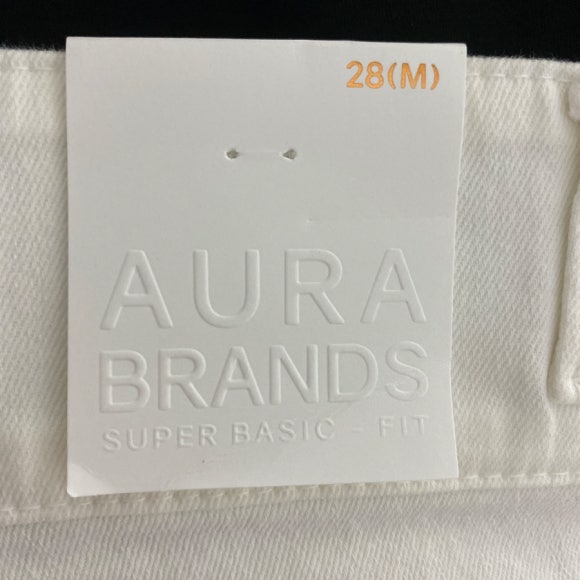 28(M)
AURA
BRANDS
SUPER BASIC - FIT